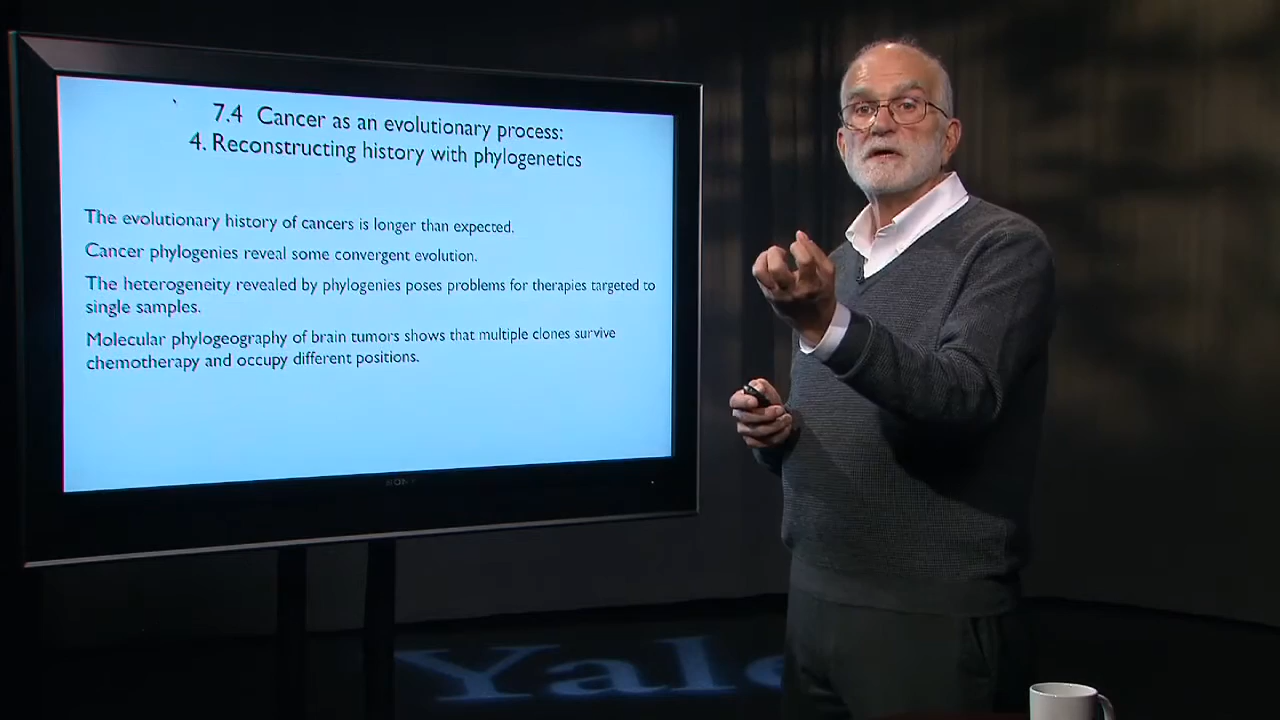 7.4 Cancer as an evolutionary process:
4. Reconstructing history with phylogenetics
The evolutionary history of cancers is longer than expected.
Cancer phylogenies reveal some convergent evolution.
The heterogeneity revealed by phylogenies poses problems for therapies targeted to
single samples.
Molecular phylogeography of brain tumors shows that multiple clones survive
chemotherapy and occupy different positions.
SONY
Yale